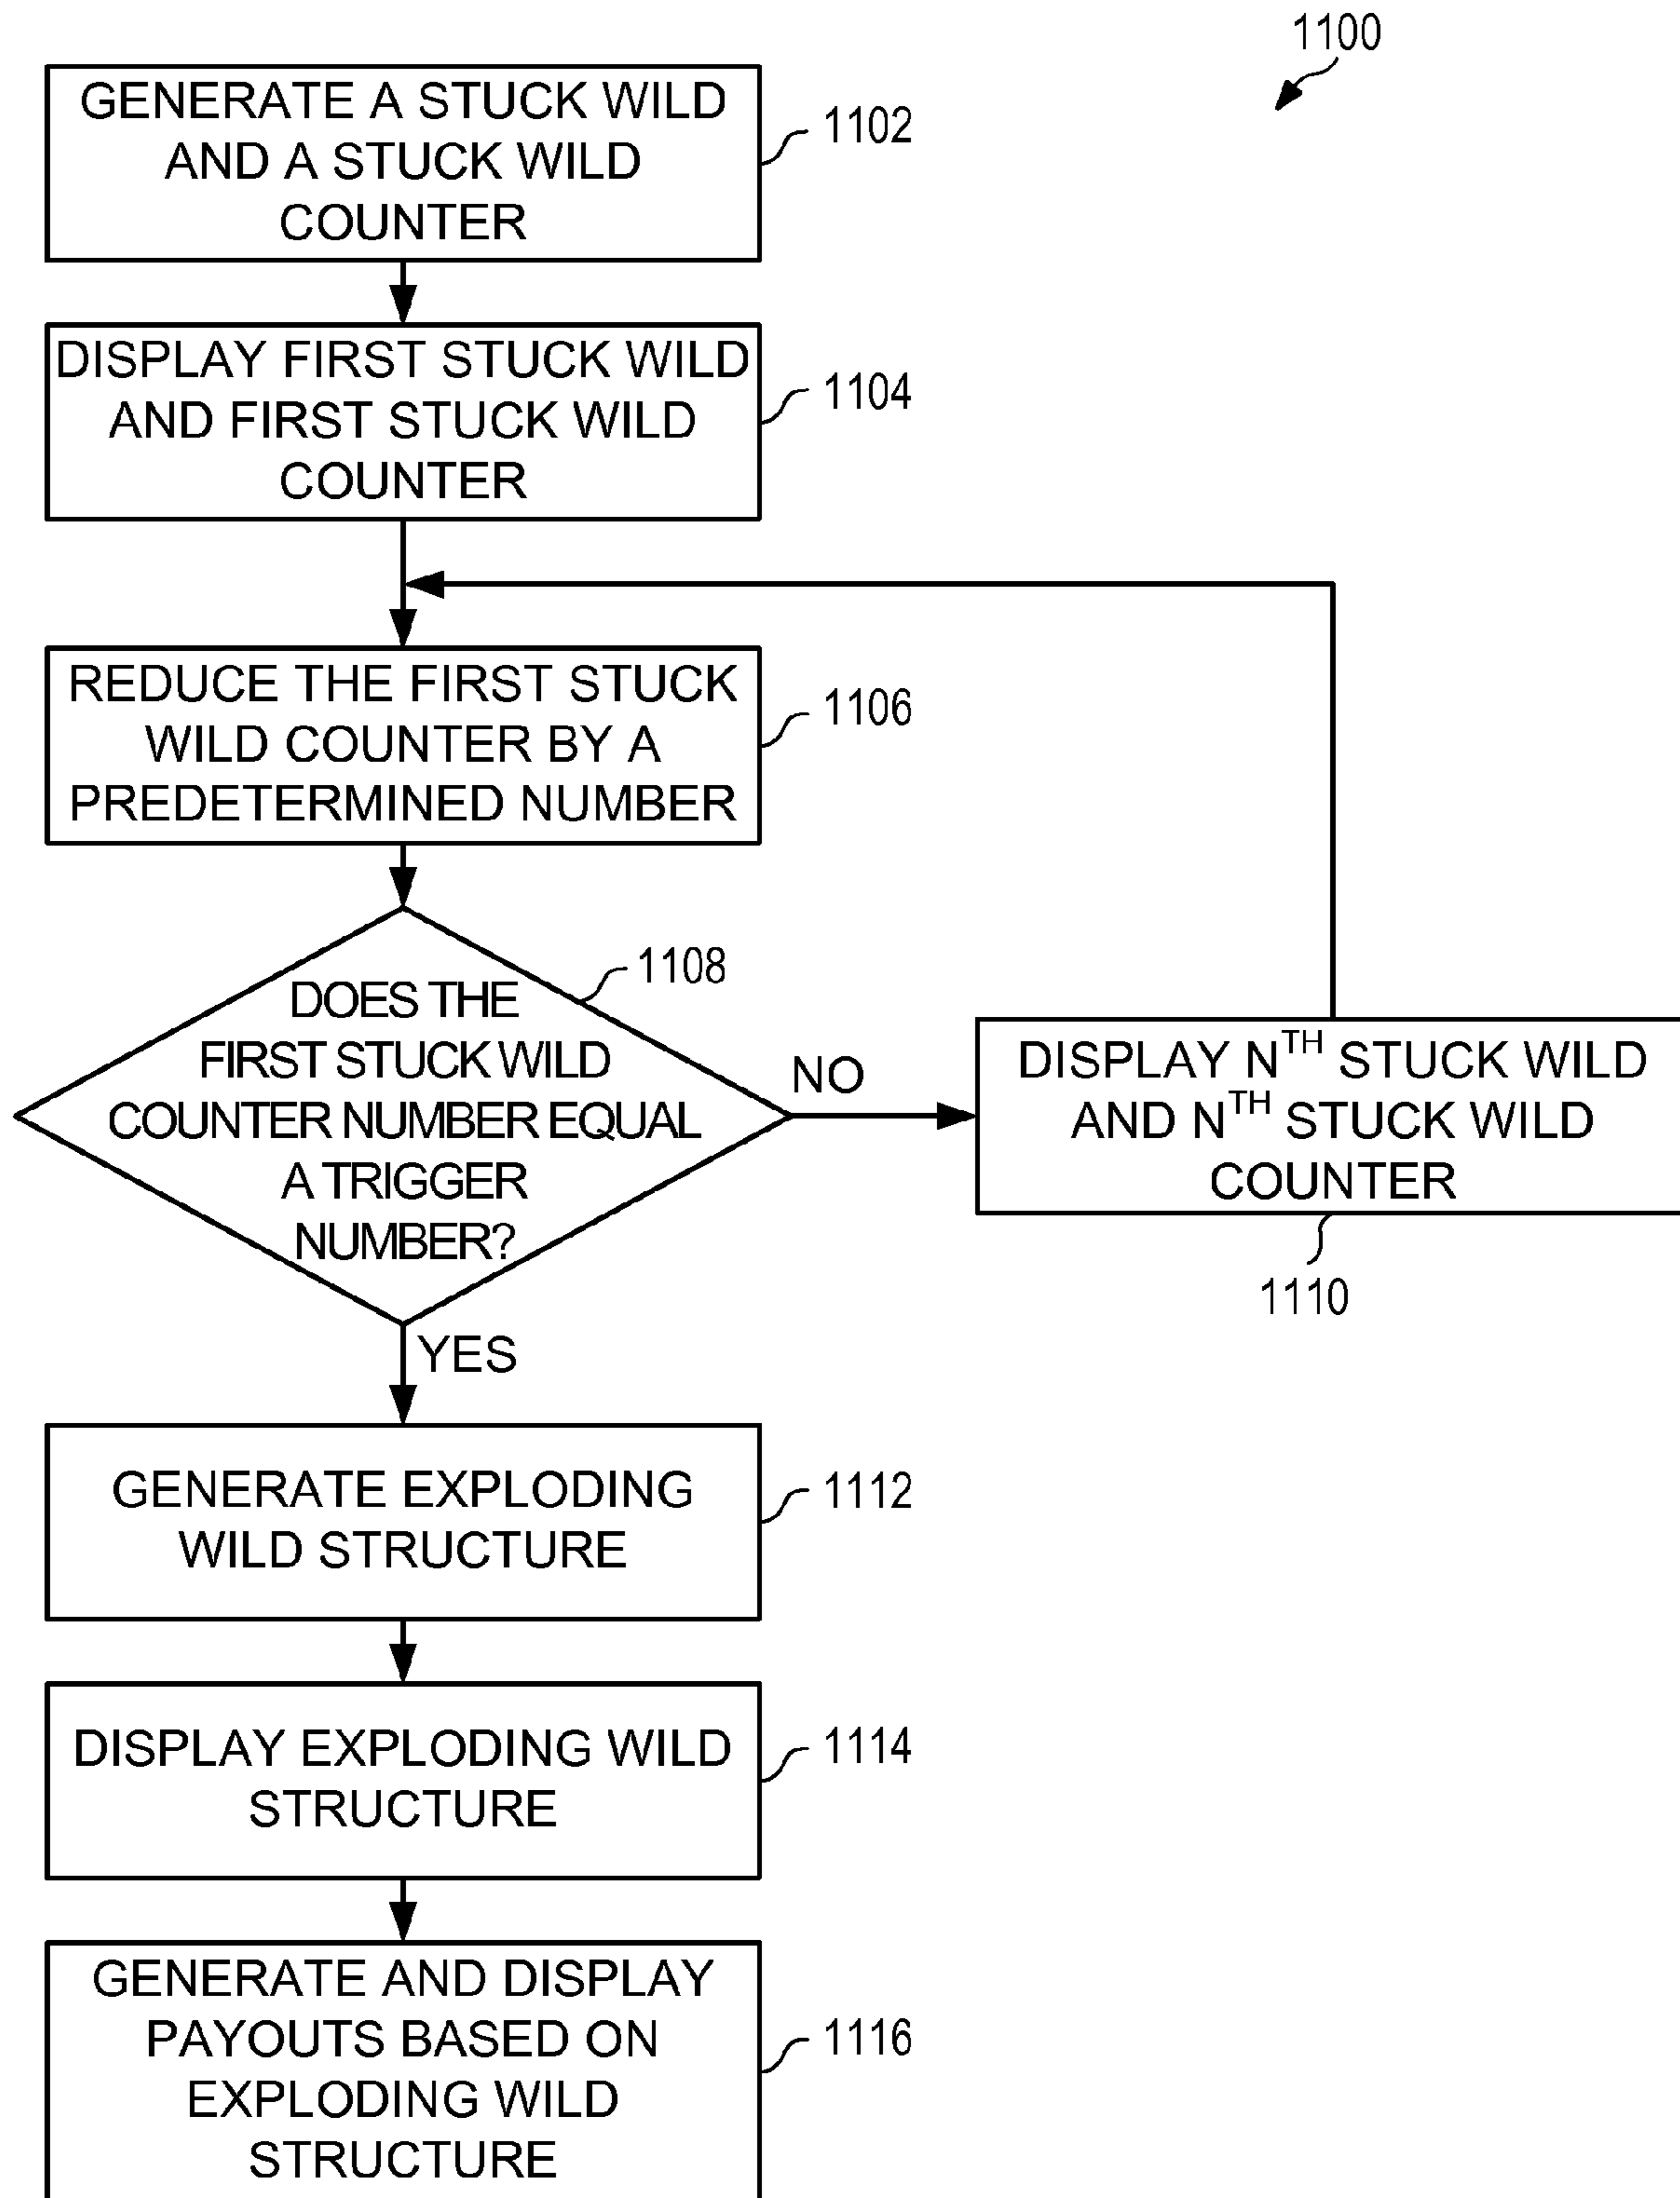 1100
GENERATE A STUCK WILD
AND A STUCK WILD
COUNTER
1102
DISPLAY FIRST STUCK WILD
AND FIRST STUCK WILD
COUNTER
1104
REDUCE THE FIRST STUCK
WILD COUNTER BY A
PREDETERMINED NUMBER
1106
DOES THE
FIRST STUCK WILD
COUNTER NUMBER EQUAL
A TRIGGER
NUMBER?
1108
NO
DISPLAY NTH STUCK WILD
AND NTH STUCK WILD
COUNTER
1110
YES
GENERATE EXPLODING
WILD STRUCTURE
1112
DISPLAY EXPLODING WILD
STRUCTURE
1114
GENERATE AND DISPLAY
PAYOUTS BASED ON
EXPLODING WILD
STRUCTURE
1116